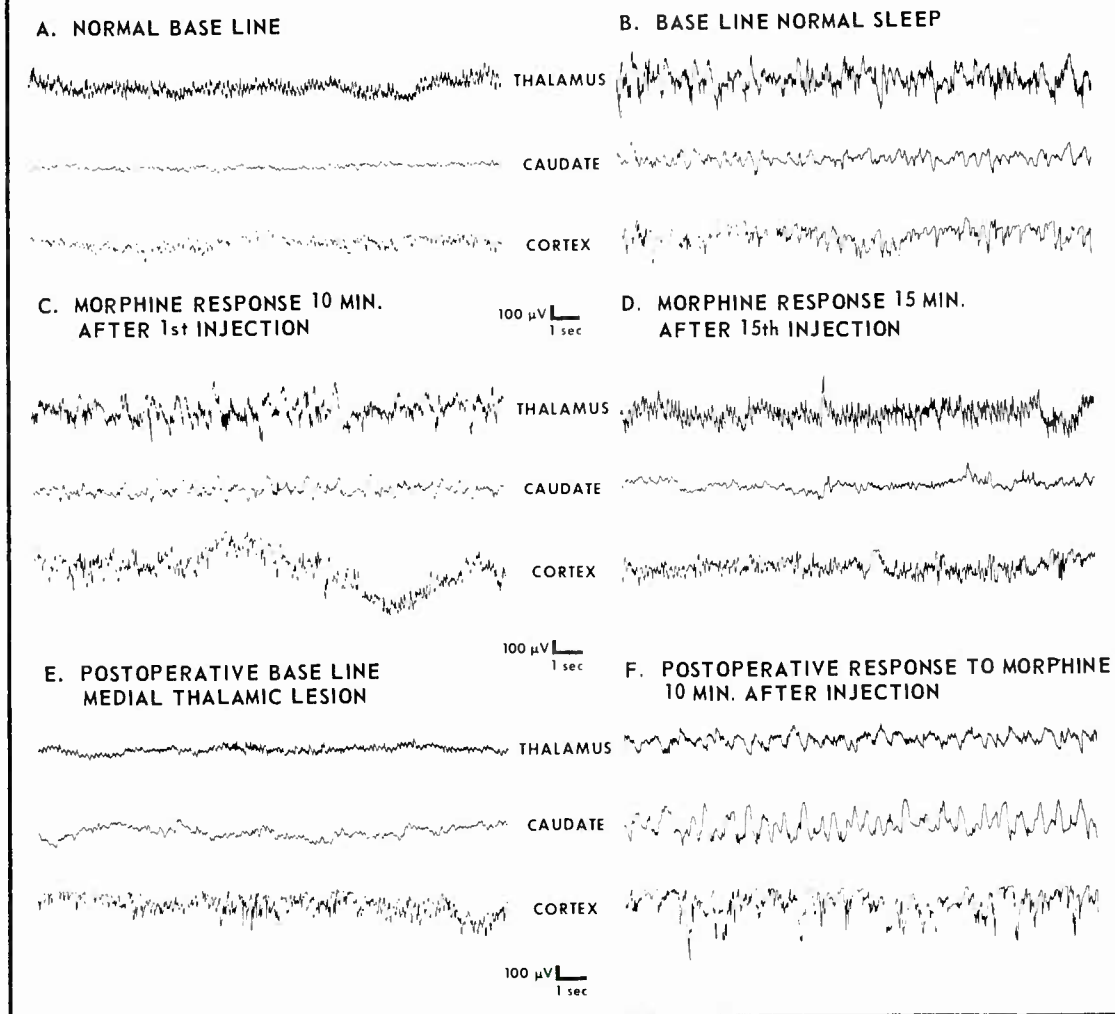 A. NORMAL BASE LINE
B. BASE LINE NORMAL SLEEP
THALAMUS
CAUDATE
CORTEX
C. MORPHINE RESPONSE 10 MIN.
AFTER 1st INJECTION
100 µV
1 sec
D. MORPHINE RESPONSE 15 MIN.
AFTER 15th INJECTION
THALAMUS
CAUDATE
CORTEX
100 µV
1 sec
E. POSTOPERATIVE BASE LINE
MEDIAL THALAMIC LESION
F. POSTOPERATIVE RESPONSE TO MORPHINE
10 MIN. AFTER INJECTION
THALAMUS
CAUDATE
CORTEX
100 µV
1 sec